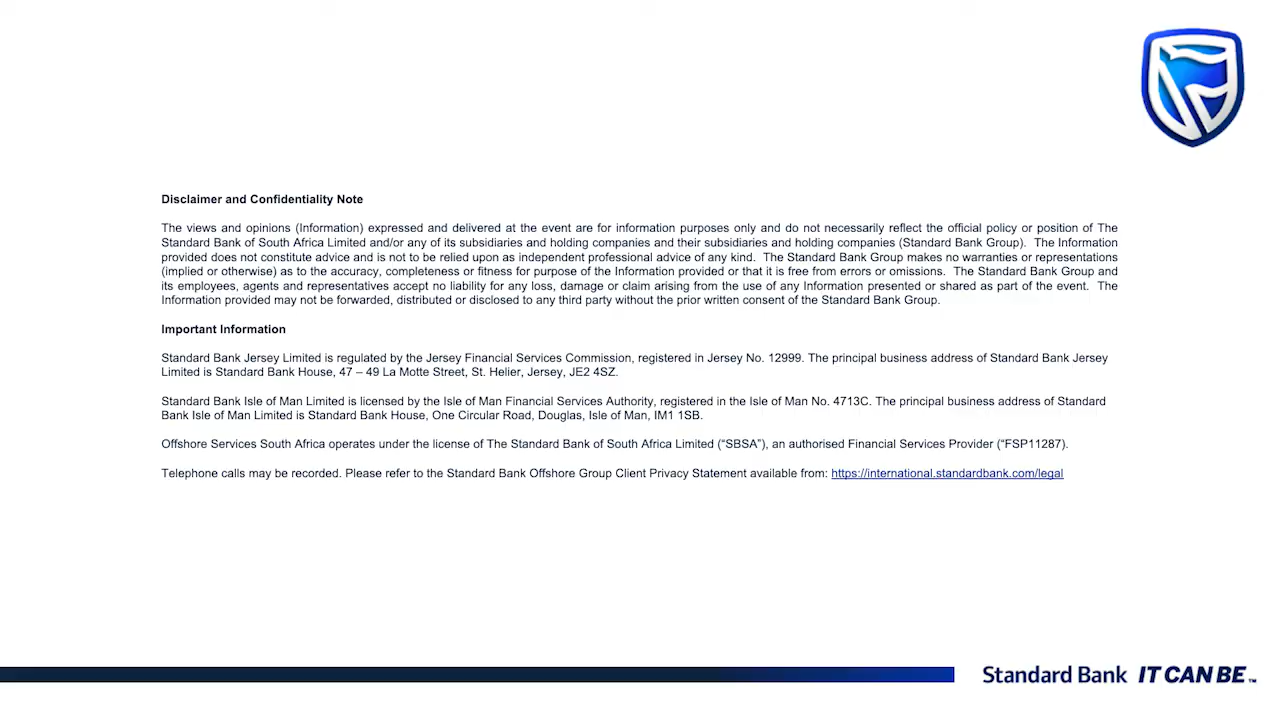 Disclaimer and Confidentiality Note
The views and opinions (Information) expressed and delivered at the event are for information purposes only and do not necessarily reflect the official policy or position of The
Standard Bank of South Africa Limited and/or any of its subsidiaries and holding companies and their subsidiaries and holding companies (Standard Bank Group). The Information
provided does not constitute advice and is not to be relied upon as independent professional advice of any kind. The Standard Bank Group makes no warranties or representations
(implied or otherwise) as to the accuracy, completeness or fitness for purpose of the Information provided or that it is free from errors or omissions. The Standard Bank Group and
its employees, agents and representatives accept no liability for any loss, damage or claim arising from the use of any Information presented or shared as part of the event. The
Information provided may not be forwarded, distributed or disclosed to any third party without the prior written consent of the Standard Bank Group.
Important Information
Standard Bank Jersey Limited is regulated by the Jersey Financial Services Commission, registered in Jersey No. 12999. The principal business address of Standard Bank Jersey
Limited is Standard Bank House, 47 – 49 La Motte Street, St. Helier, Jersey, JE2 4SZ.
Standard Bank Isle of Man Limited is licensed by the Isle of Man Financial Services Authority, registered in the Isle of Man No. 4713C. The principal business address of Standard
Bank Isle of Man Limited is Standard Bank House, One Circular Road, Douglas, Isle of Man, IM1 1SB.
Offshore Services South Africa operates under the license of The Standard Bank of South Africa Limited (“SBSA”), an authorised Financial Services Provider (“FSP11287).
Telephone calls may be recorded. Please refer to the Standard Bank Offshore Group Client Privacy Statement available from: https://international.standardbank.com/legal
Standard Bank IT CAN BE™